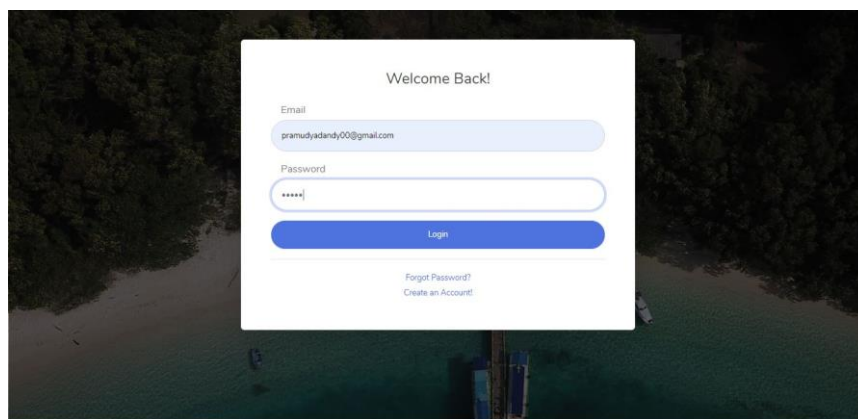 Welcome Back!
Email
pramudyadandy00@gmail.com
Password
•••••
Login
Forgot Password?
Create an Account!